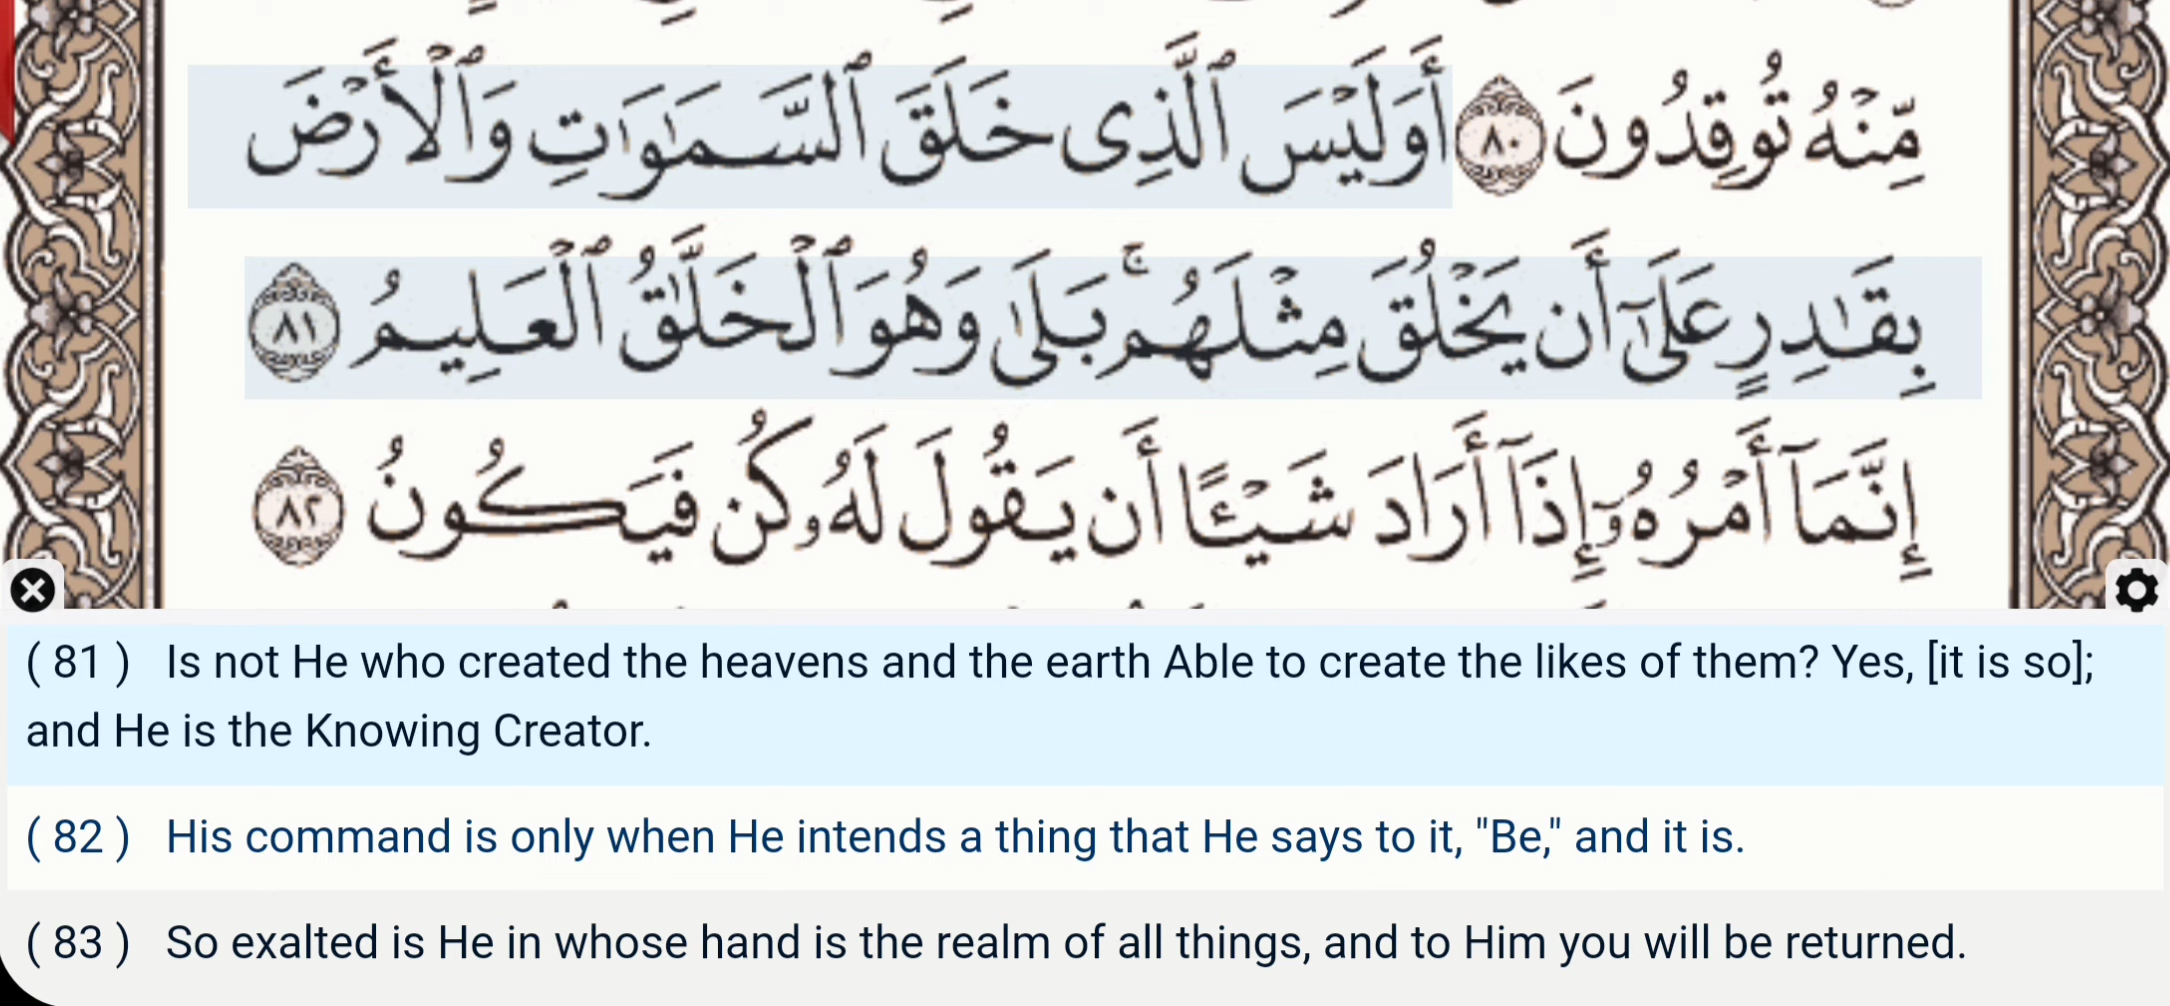 مِّنْهُ تُوقِدُونَ ٨٠ أَوَلَيْسَ ٱلَّذِى خَلَقَ ٱلسَّمَٰوَٰتِ وَٱلْأَرْضَ
بِقَٰدِرٍ عَلَىٰٓ أَن يَخْلُقَ مِثْلَهُم ۚ بَلَىٰ وَهُوَ ٱلْخَلَّٰقُ ٱلْعَلِيمُ ٨١
إِنَّمَآ أَمْرُهُۥٓ إِذَآ أَرَادَ شَيْـًٔا أَن يَقُولَ لَهُۥ كُن فَيَكُونُ ٨٢
( 81 ) Is not He who created the heavens and the earth Able to create the likes of them? Yes, [it is so];
and He is the Knowing Creator.
( 82 ) His command is only when He intends a thing that He says to it, "Be," and it is.
( 83 ) So exalted is He in whose hand is the realm of all things, and to Him you will be returned.